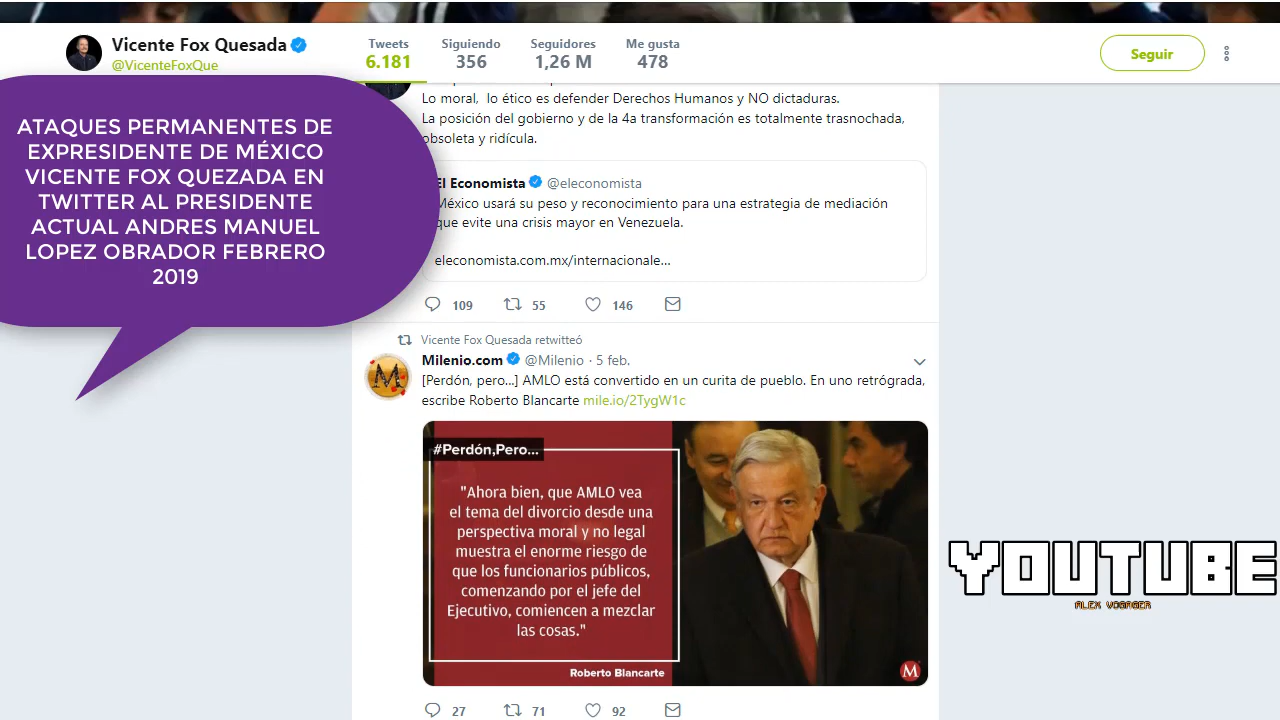 Vicente Fox Quesada
@VicenteFoxQue
Tweets
6.181
Siguiendo
356
Seguidores
1,26 M
Me gusta
478
Seguir
ATAQUES PERMANENTES DE
EXPRESIDENTE DE MÉXICO
VICENTE FOX QUEZADA EN
TWITTER AL PRESIDENTE
ACTUAL ANDRES MANUEL
LOPEZ OBRADOR FEBRERO
2019
Lo moral, lo ético es defender Derechos Humanos y NO dictaduras.
La posición del gobierno y de la 4a transformación es totalmente trasnochada,
obsoleta y ridícula.
El Economista @eleconomista
México usará su peso y reconocimiento para una estrategia de mediación
que evite una crisis mayor en Venezuela.
eleconomista.com.mx/internacionale...
109 55 146
Vicente Fox Quesada retwitteó
Milenio.com @Milenio · 5 feb.
[Perdón, pero...] AMLO está convertido en un curita de pueblo. En uno retrógrada,
escribe Roberto Blancarte mile.io/2TygW1c
#Perdón,Pero...
"Ahora bien, que AMLO vea
el tema del divorcio desde una
perspectiva moral y no legal
muestra el enorme riesgo de
que los funcionarios públicos,
comenzando por el jefe del
Ejecutivo, comiencen a mezclar
las cosas."
Roberto Blancarte
M
27 71 92
YOUTUBE
ALEX VOGAGER